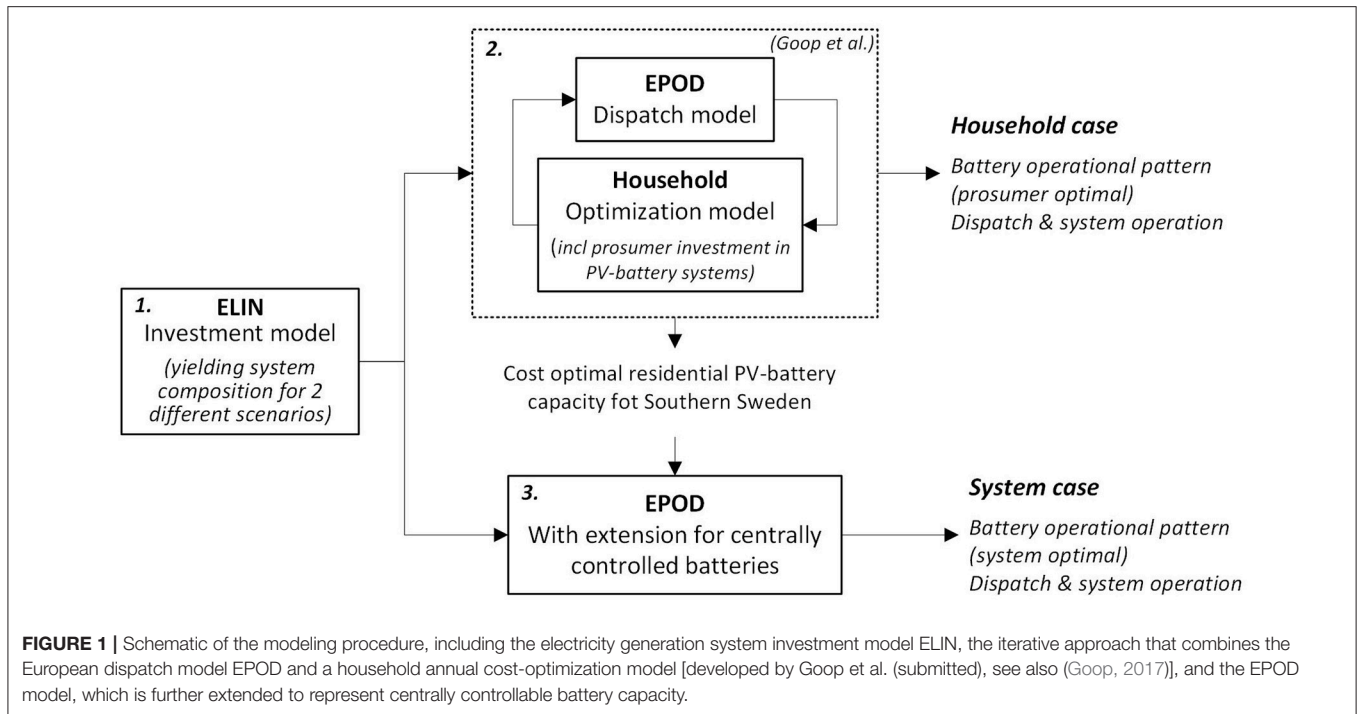 2.
(Goop et al.)
EPOD
Dispatch model
Household
Optimization model
(incl prosumer investment in
PV-battery systems)
Household case
Battery operational pattern
(prosumer optimal)
Dispatch & system operation
1.
ELIN
Investment model
(yielding system
composition for 2
different scenarios)
Cost optimal residential PV-battery
capacity fot Southern Sweden
3.
EPOD
With extension for centrally
controlled batteries
System case
Battery operational pattern
(system optimal)
Dispatch & system operation
FIGURE 1 | Schematic of the modeling procedure, including the electricity generation system investment model ELIN, the iterative approach that combines the
European dispatch model EPOD and a household annual cost-optimization model [developed by Goop et al. (submitted), see also (Goop, 2017)], and the EPOD
model, which is further extended to represent centrally controllable battery capacity.